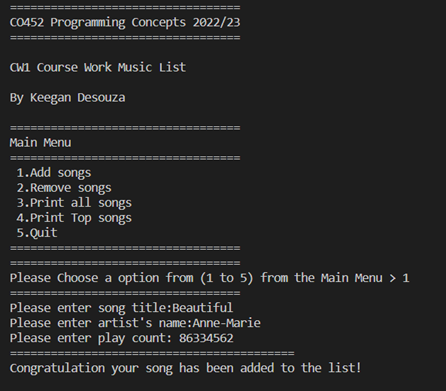 ==================================
CO452 Programming Concepts 2022/23
==================================
CW1 Course Work Music List
By Keegan Desouza
==================================
Main Menu
==================================
1.Add songs
2.Remove songs
3.Print all songs
4.Print Top songs
5.Quit
==================================
==================================
Please Choose a option from (1 to 5) from the Main Menu > 1
==================================
Please enter song title:Beautiful
Please enter artist's name:Anne-Marie
Please enter play count: 86334562
==========================================
Congratulation your song has been added to the list!